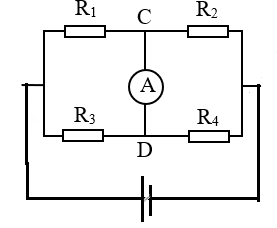 R₁ C R₂
A
R₃ D R₄